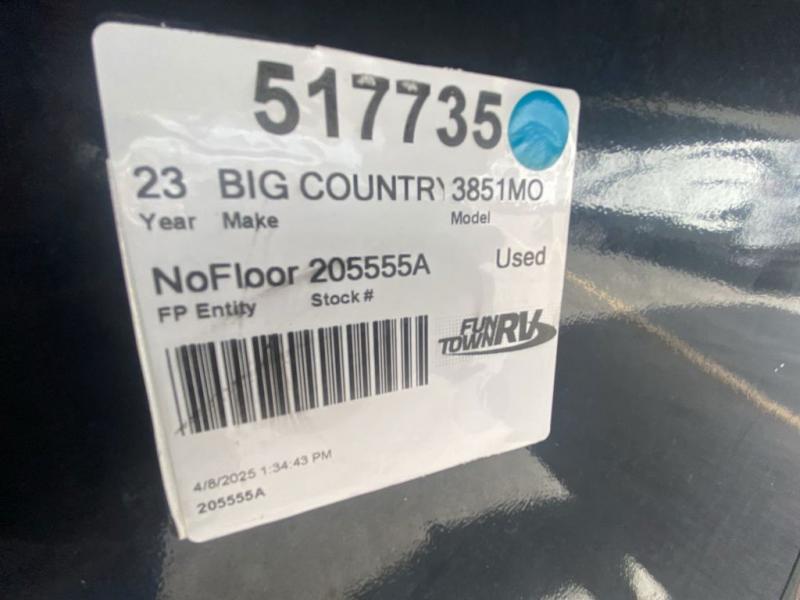 517735
23 BIG COUNTRY 3851MO
Year Make Model
NoFloor 205555A Used
FP Entity Stock #
FUN TOWN RV
4/8/2025 1:34:43 PM
205555A